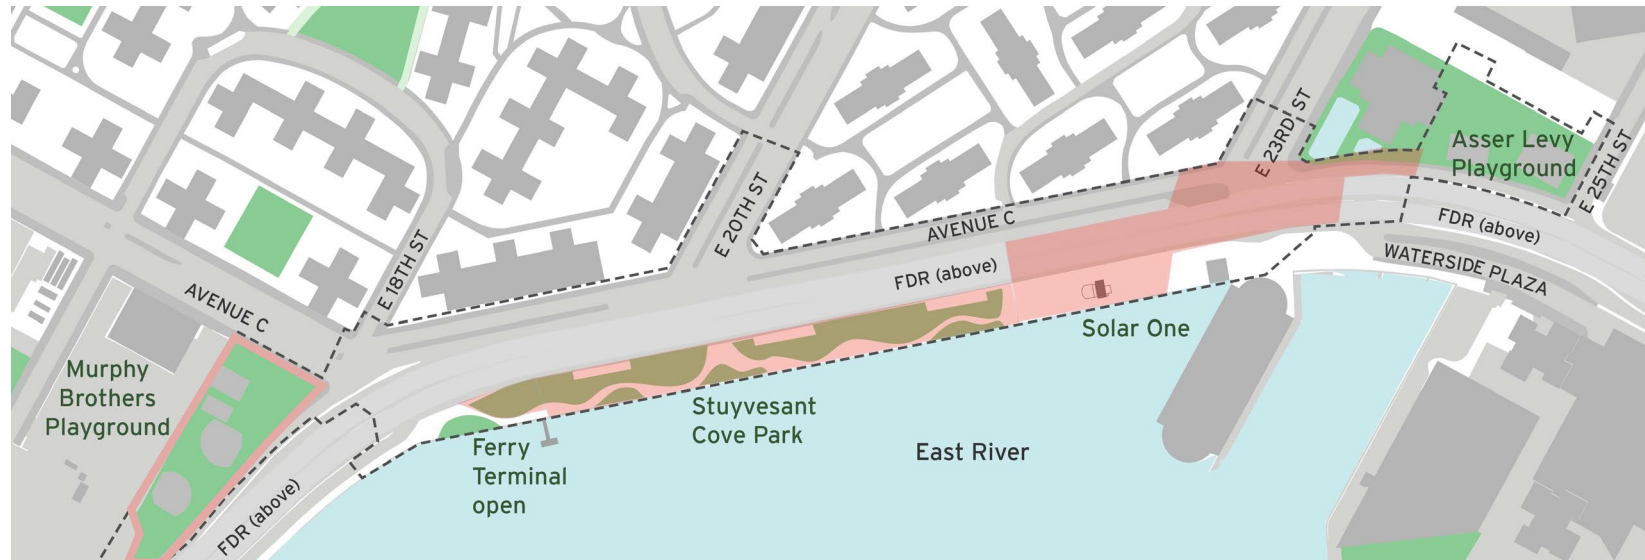 E 23RD ST
Asser Levy
Playground
E 25TH ST
E 20TH ST
AVENUE C
FDR (above)
FDR (above)
WATERSIDE PLAZA
E 18TH ST
AVENUE C
Solar One
Murphy
Brothers
Playground
Stuyvesant
Cove Park
East River
Ferry
Terminal
open
FDR (above)